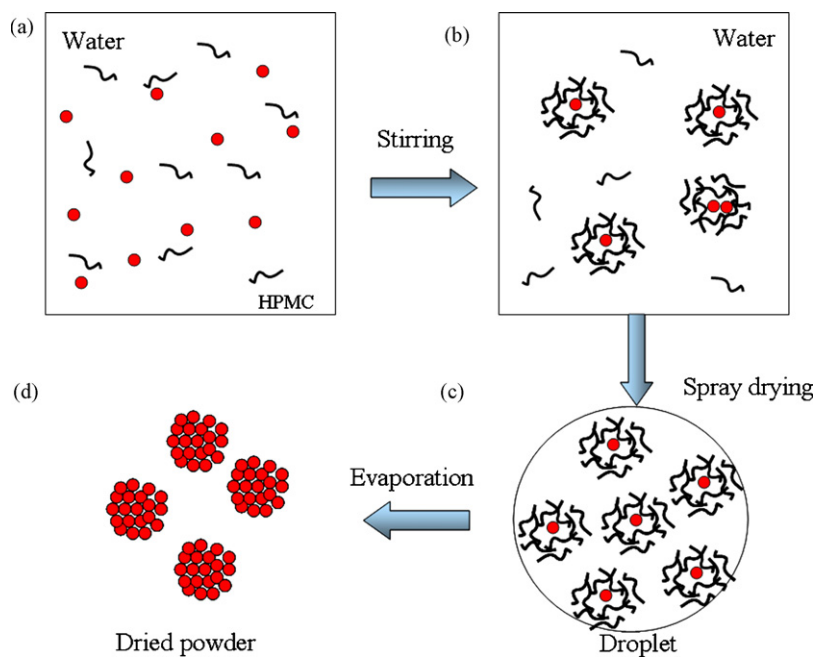 (a)
Water
HPMC
Stirring
(b)
Water
Spray drying
(c)
Droplet
Evaporation
(d)
Dried powder